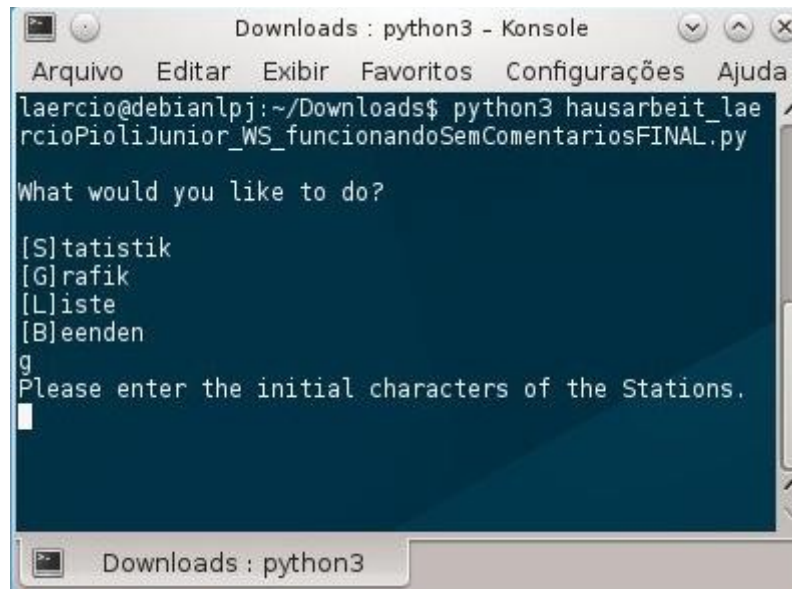 Downloads : python3 - Konsole
Arquivo Editar Exibir Favoritos Configurações Ajuda
laercio@debianlpj:~/Downloads$ python3 hausarbeit_lae
rcioPioliJunior_WS_funcionandoSemComentariosFINAL.py
What would you like to do?
[S]tatistik
[G]rafik
[L]iste
[B]eenden
g
Please enter the initial characters of the Stations.
Downloads : python3